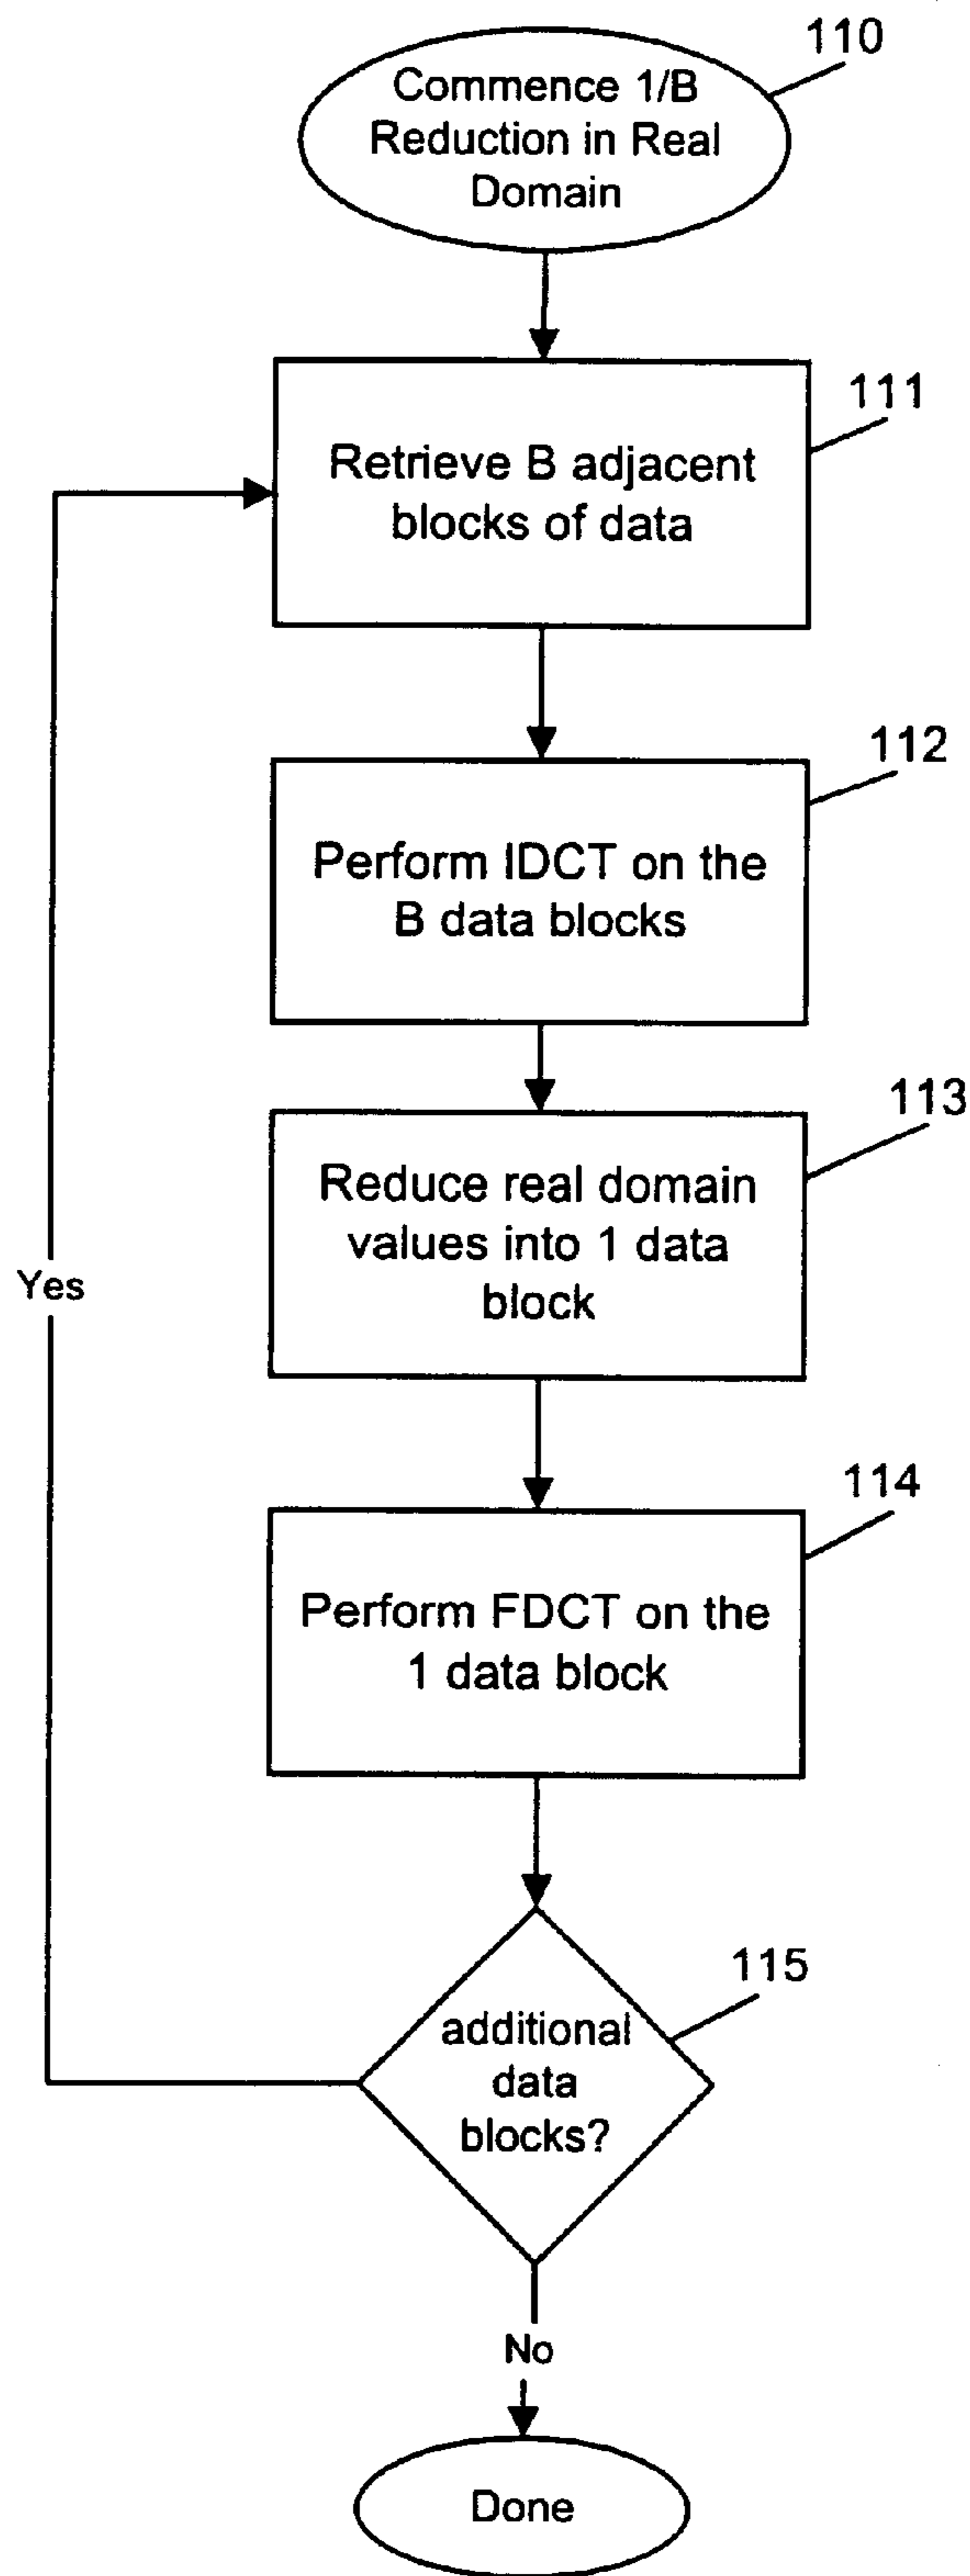 110
Commence 1/B
Reduction in Real
Domain
111
Retrieve B adjacent
blocks of data
112
Perform IDCT on the
B data blocks
113
Reduce real domain
values into 1 data
block
Yes
114
Perform FDCT on the
1 data block
115
additional
data
blocks?
No
Done